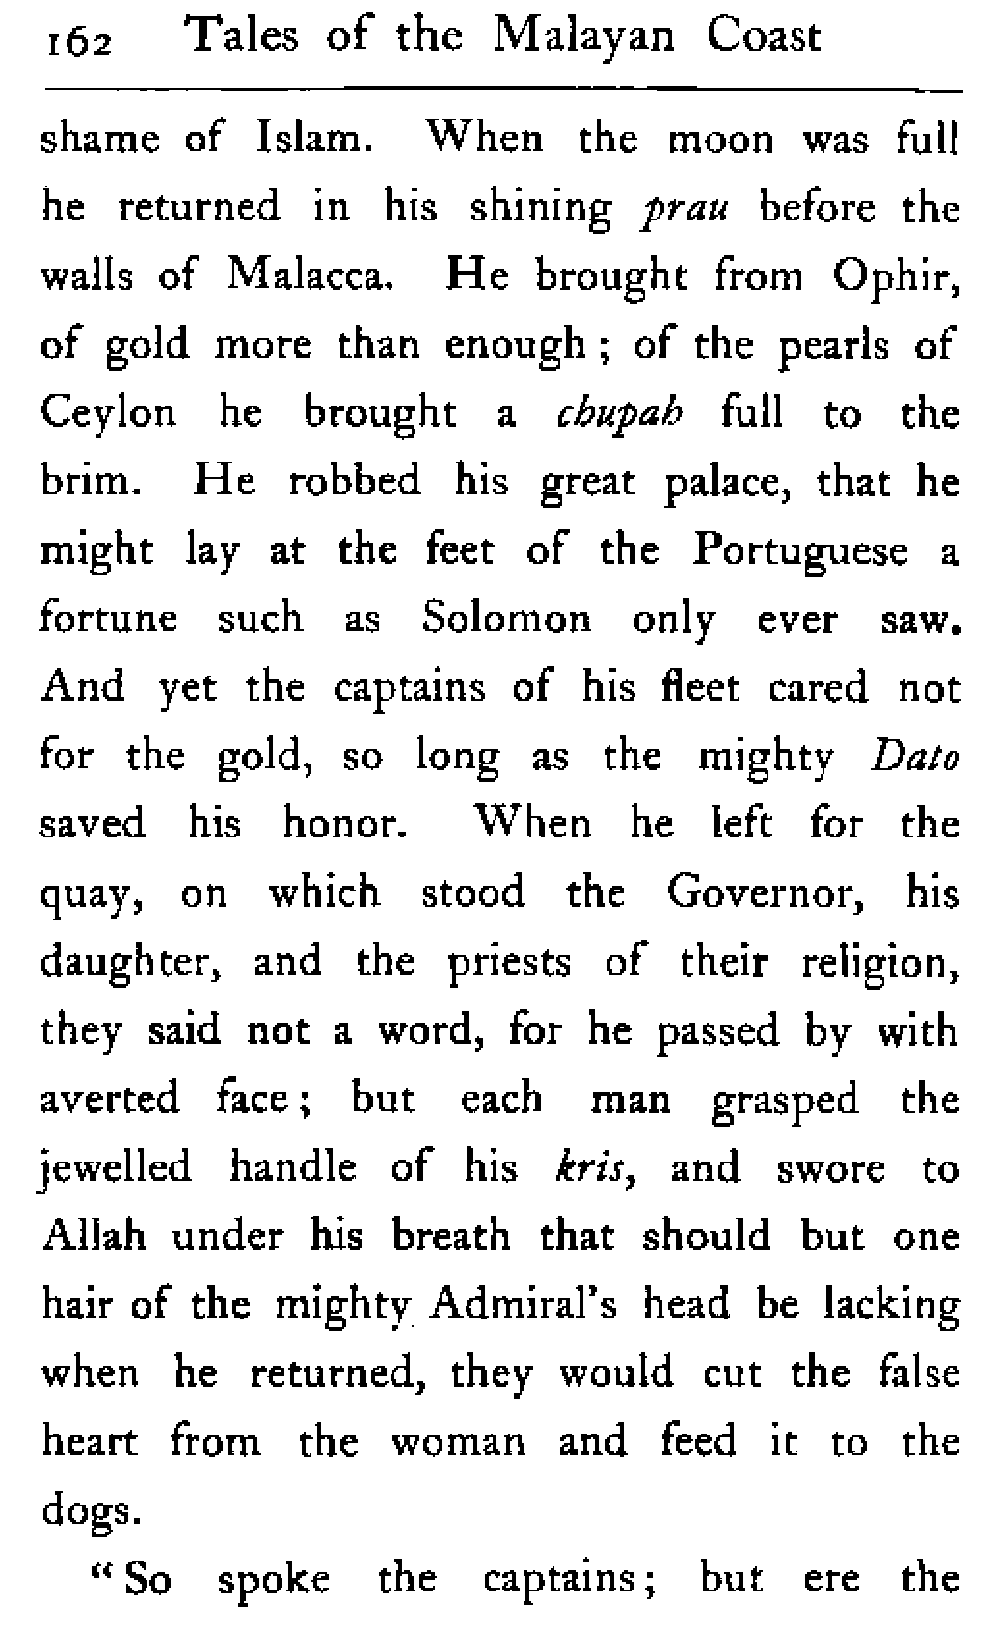 162 Tales of the Malayan Coast
shame of Islam. When the moon was full
he returned in his shining prau before the
walls of Malacca. He brought from Ophir,
of gold more than enough; of the pearls of
Ceylon he brought a chupah full to the
brim. He robbed his great palace, that he
might lay at the feet of the Portuguese a
fortune such as Solomon only ever saw.
And yet the captains of his fleet cared not
for the gold, so long as the mighty Dato
saved his honor. When he left for the
quay, on which stood the Governor, his
daughter, and the priests of their religion,
they said not a word, for he passed by with
averted face; but each man grasped the
jewelled handle of his kris, and swore to
Allah under his breath that should but one
hair of the mighty Admiral's head be lacking
when he returned, they would cut the false
heart from the woman and feed it to the
dogs.
"So spoke the captains; but ere the